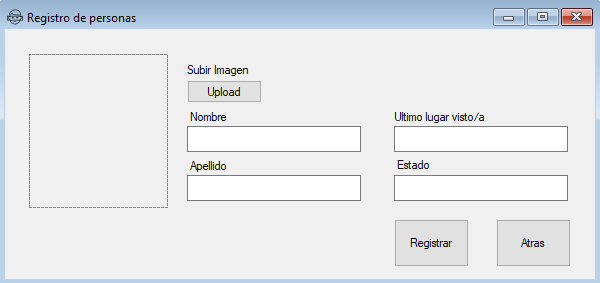 Registro de personas
Subir Imagen
Upload
Nombre
Ultimo lugar visto/a
Apellido
Estado
Registrar
Atras